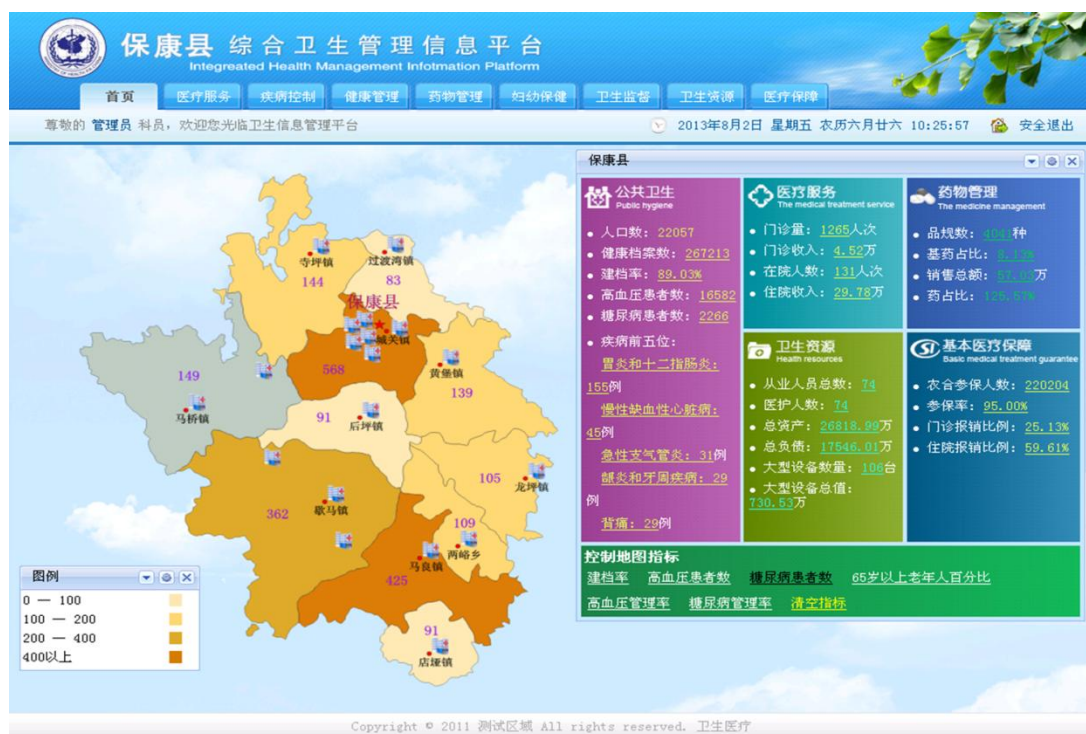 保康县 综合卫生管理信息平台
Integreated Health Management Infotmation Platform
首页 医疗服务 疾病控制 健康管理 药物管理 妇幼保健 卫生监督 卫生资源 医疗保障
尊敬的 管理员 科员，欢迎您光临卫生信息管理平台
2013年8月2日 星期五 农历六月廿六 10:25:57 安全退出
寺坪镇
144
过渡湾镇
83
保康县
城关镇
568
黄堡镇
139
149
马桥镇
91
后坪镇
105
龙坪镇
362
歇马镇
109
两峪乡
马良镇
425
91
店垭镇
图例
0 — 100
100 — 200
200 — 400
400以上
保康县
公共卫生
Public hygiene
人口数：22057
健康档案数：267213
建档率：89.03%
高血压患者数：16582
糖尿病患者数：2266
疾病前五位：
胃炎和十二指肠炎：
155例
慢性缺血性心脏病：
45例
急性支气管炎：31例
龈炎和牙周疾病：29
例
背痛：29例
医疗服务
The medical treatment service
门诊量：1265人次
门诊收入：4.52万
在院人数：131人次
住院收入：29.78万
药物管理
The medicine management
品规数：4041种
基药占比：8.13%
销售总额：57.03万
药占比：125.57%
卫生资源
Health resources
从业人员总数：74
医护人数：74
总资产：26818.99万
总负债：17546.01万
大型设备数量：106台
大型设备总值：
730.53万
基本医疗保障
Basic medical treatment guarantee
农合参保人数：220204
参保率：95.00%
门诊报销比例：25.13%
住院报销比例：59.61%
控制地图指标
建档率 高血压患者数 糖尿病患者数 65岁以上老年人百分比
高血压管理率 糖尿病管理率 清空指标
Copyright © 2011 测试区域 All rights reserved. 卫生医疗